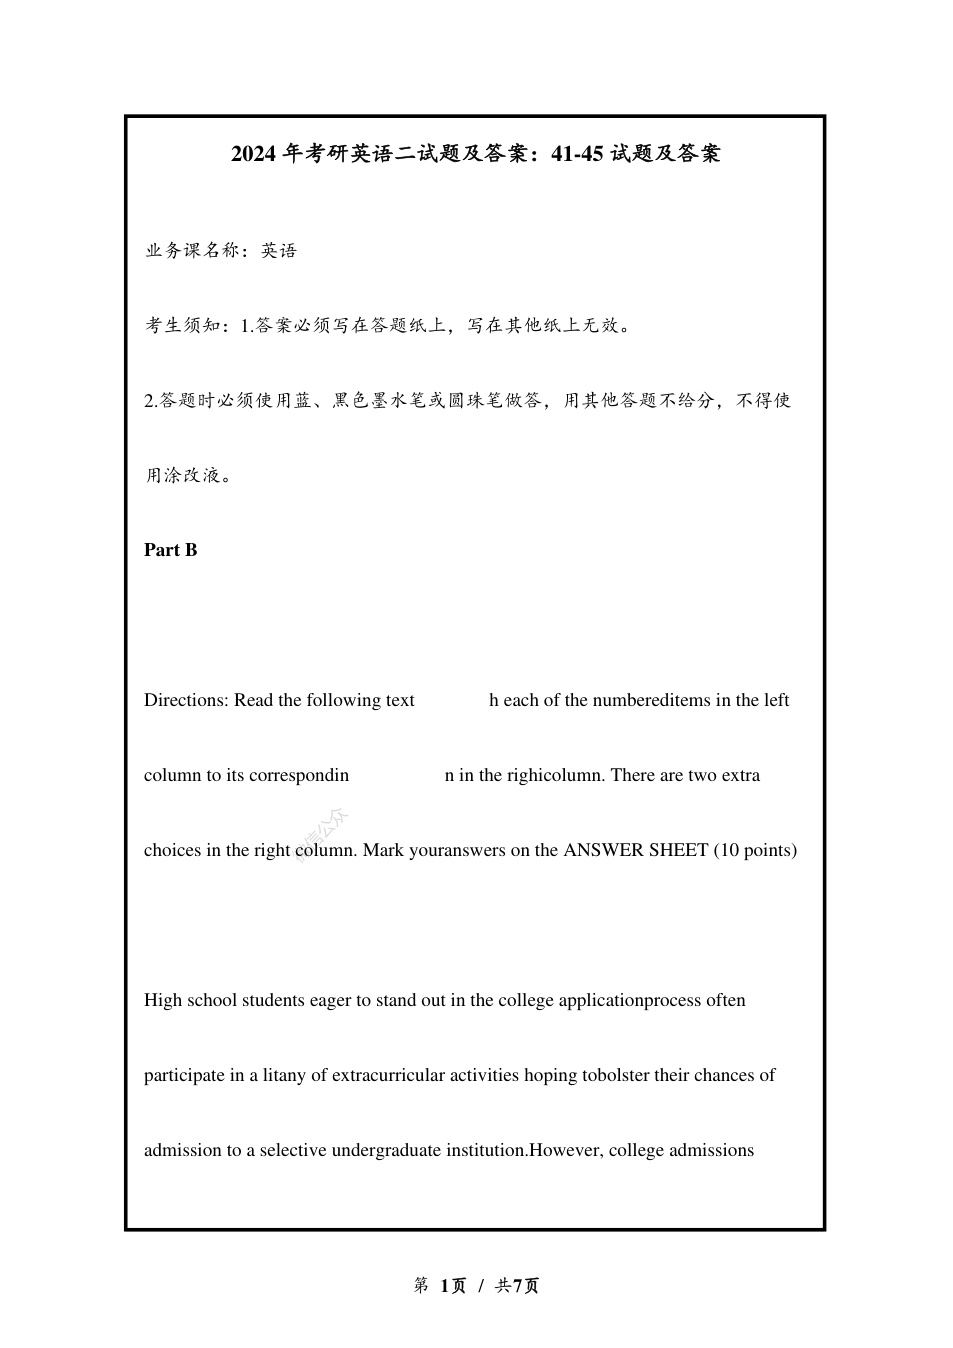 2024 年考研英语二试题及答案：41-45 试题及答案
业务课名称：英语
考生须知：1.答案必须写在答题纸上，写在其他纸上无效。
2.答题时必须使用蓝、黑色墨水笔或圆珠笔做答，用其他答题不给分，不得使
用涂改液。
Part B
Directions: Read the following text h each of the numbereditems in the left
column to its correspondin n in the righicolumn. There are two extra
信公众
choices in the right column. Mark youranswers on the ANSWER SHEET (10 points)
High school students eager to stand out in the college applicationprocess often
participate in a litany of extracurricular activities hoping tobolster their chances of
admission to a selective undergraduate institution.However, college admissions
第 1页 / 共7页